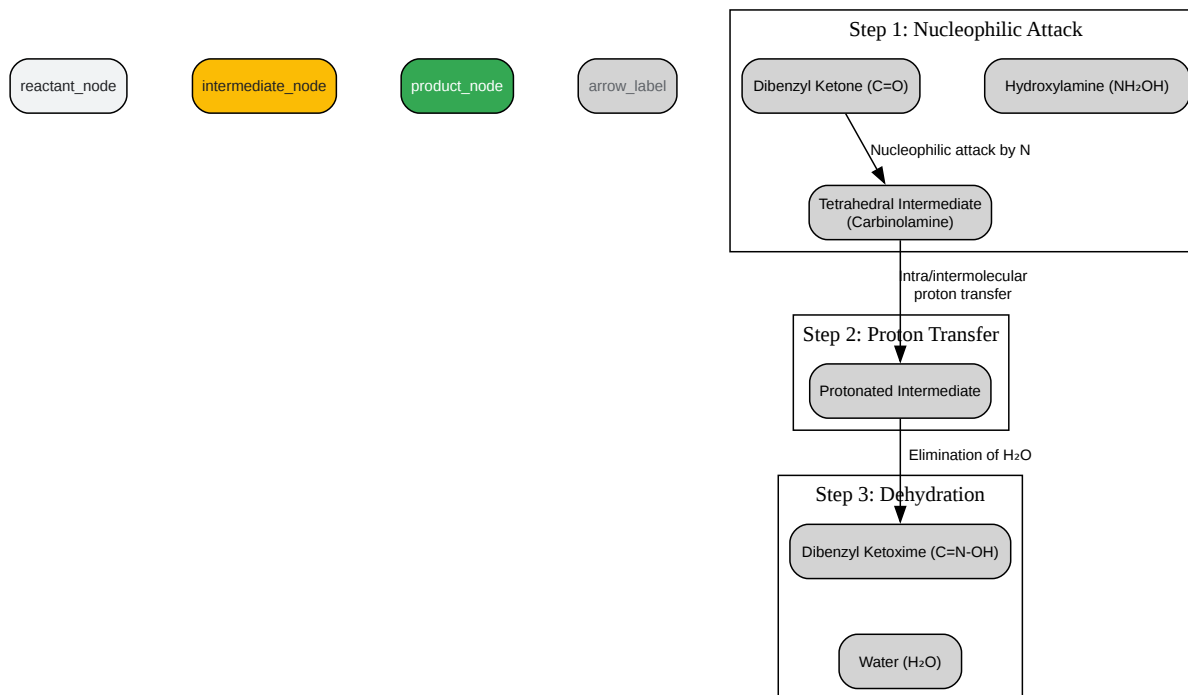 Step 1: Nucleophilic Attack
reactant_node
intermediate_node
product_node
arrow_label
Dibenzyl Ketone (C=O)
Hydroxylamine (NH₂OH)
Nucleophilic attack by N
Tetrahedral Intermediate
(Carbinolamine)
Intra/intermolecular
proton transfer
Step 2: Proton Transfer
Protonated Intermediate
Elimination of H₂O
Step 3: Dehydration
Dibenzyl Ketoxime (C=N-OH)
Water (H₂O)